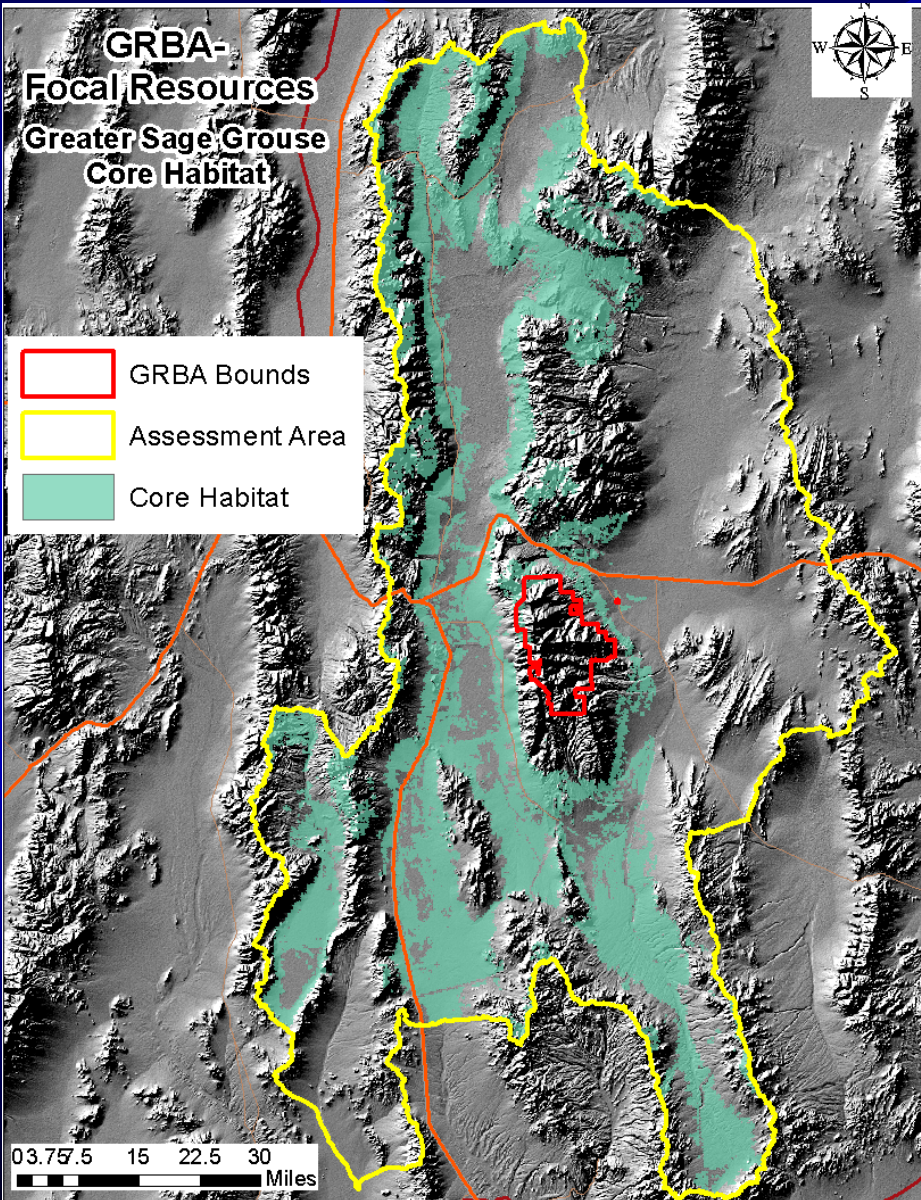 GRBA-
Focal Resources
Greater Sage Grouse
Core Habitat
N
W E
S
GRBA Bounds
Assessment Area
Core Habitat
0 3.75 7.5 15 22.5 30
Miles